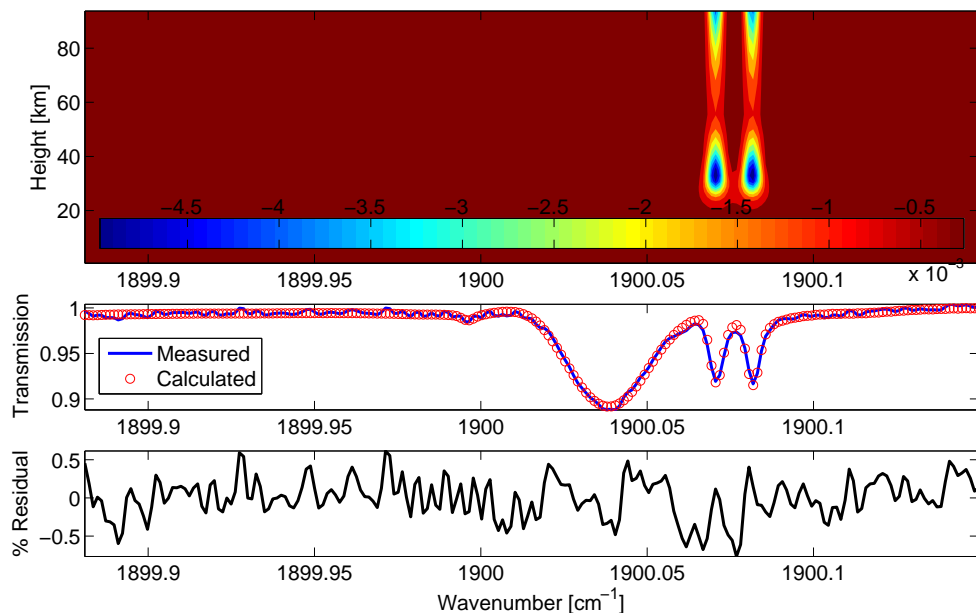 80
60
40
20
Height [km]
−4.5 −4 −3.5 −3 −2.5 −2 −1.5 −1 −0.5
x 10⁻³
1899.9 1899.95 1900 1900.05 1900.1
1
0.95
0.9
Transmission
Measured
Calculated
1899.9 1899.95 1900 1900.05 1900.1
0.5
0
−0.5
% Residual
1899.9 1899.95 1900 1900.05 1900.1
Wavenumber [cm⁻¹]